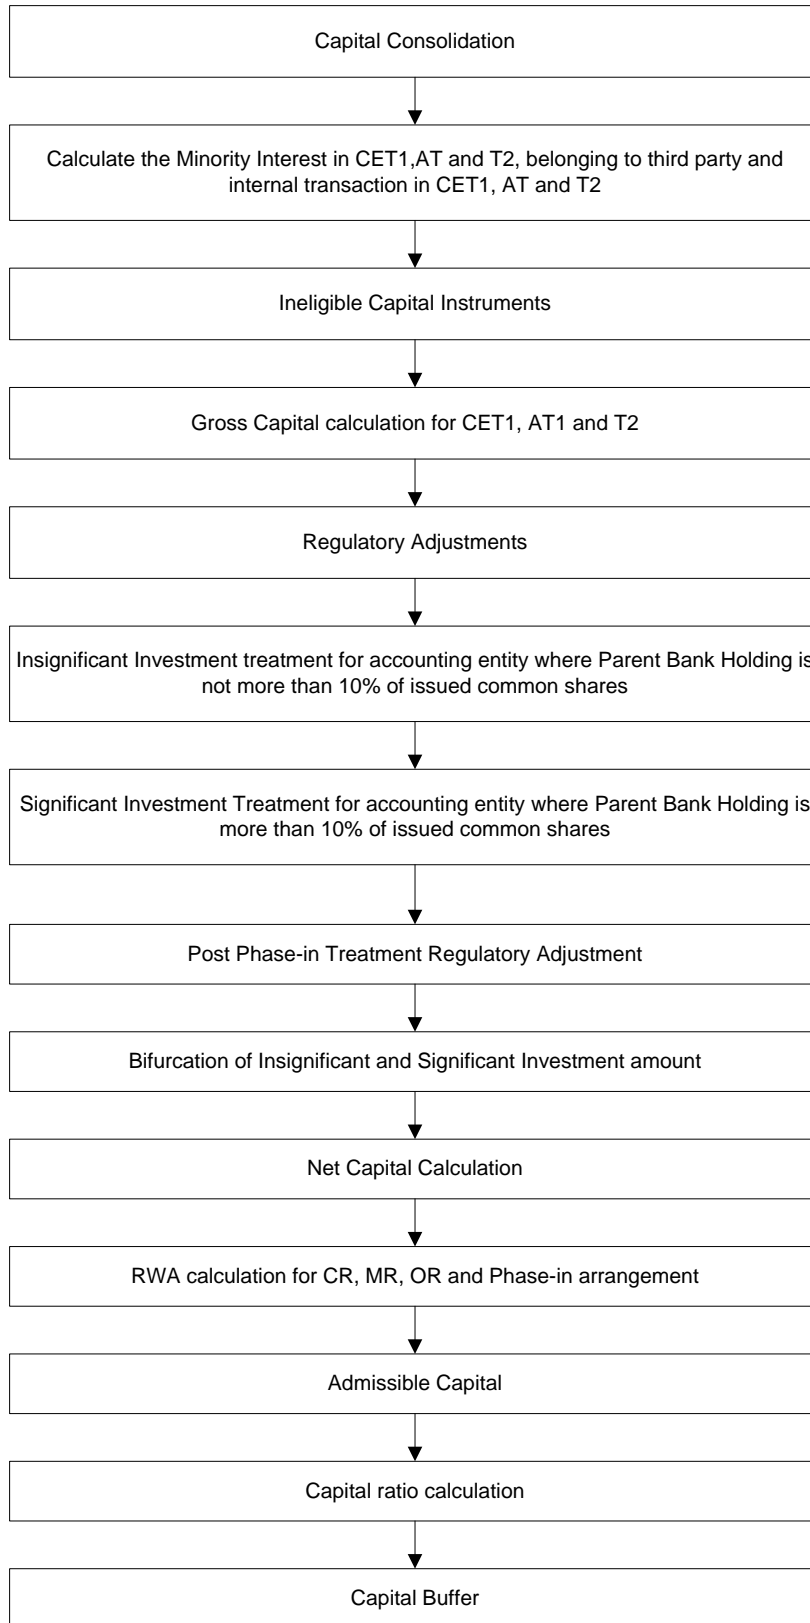 Capital Consolidation
Calculate the Minority Interest in CET1,AT and T2, belonging to third party and
internal transaction in CET1, AT and T2
Ineligible Capital Instruments
Gross Capital calculation for CET1, AT1 and T2
Regulatory Adjustments
Insignificant Investment treatment for accounting entity where Parent Bank Holding is
not more than 10% of issued common shares
Significant Investment Treatment for accounting entity where Parent Bank Holding is
more than 10% of issued common shares
Post Phase-in Treatment Regulatory Adjustment
Bifurcation of Insignificant and Significant Investment amount
Net Capital Calculation
RWA calculation for CR, MR, OR and Phase-in arrangement
Admissible Capital
Capital ratio calculation
Capital Buffer